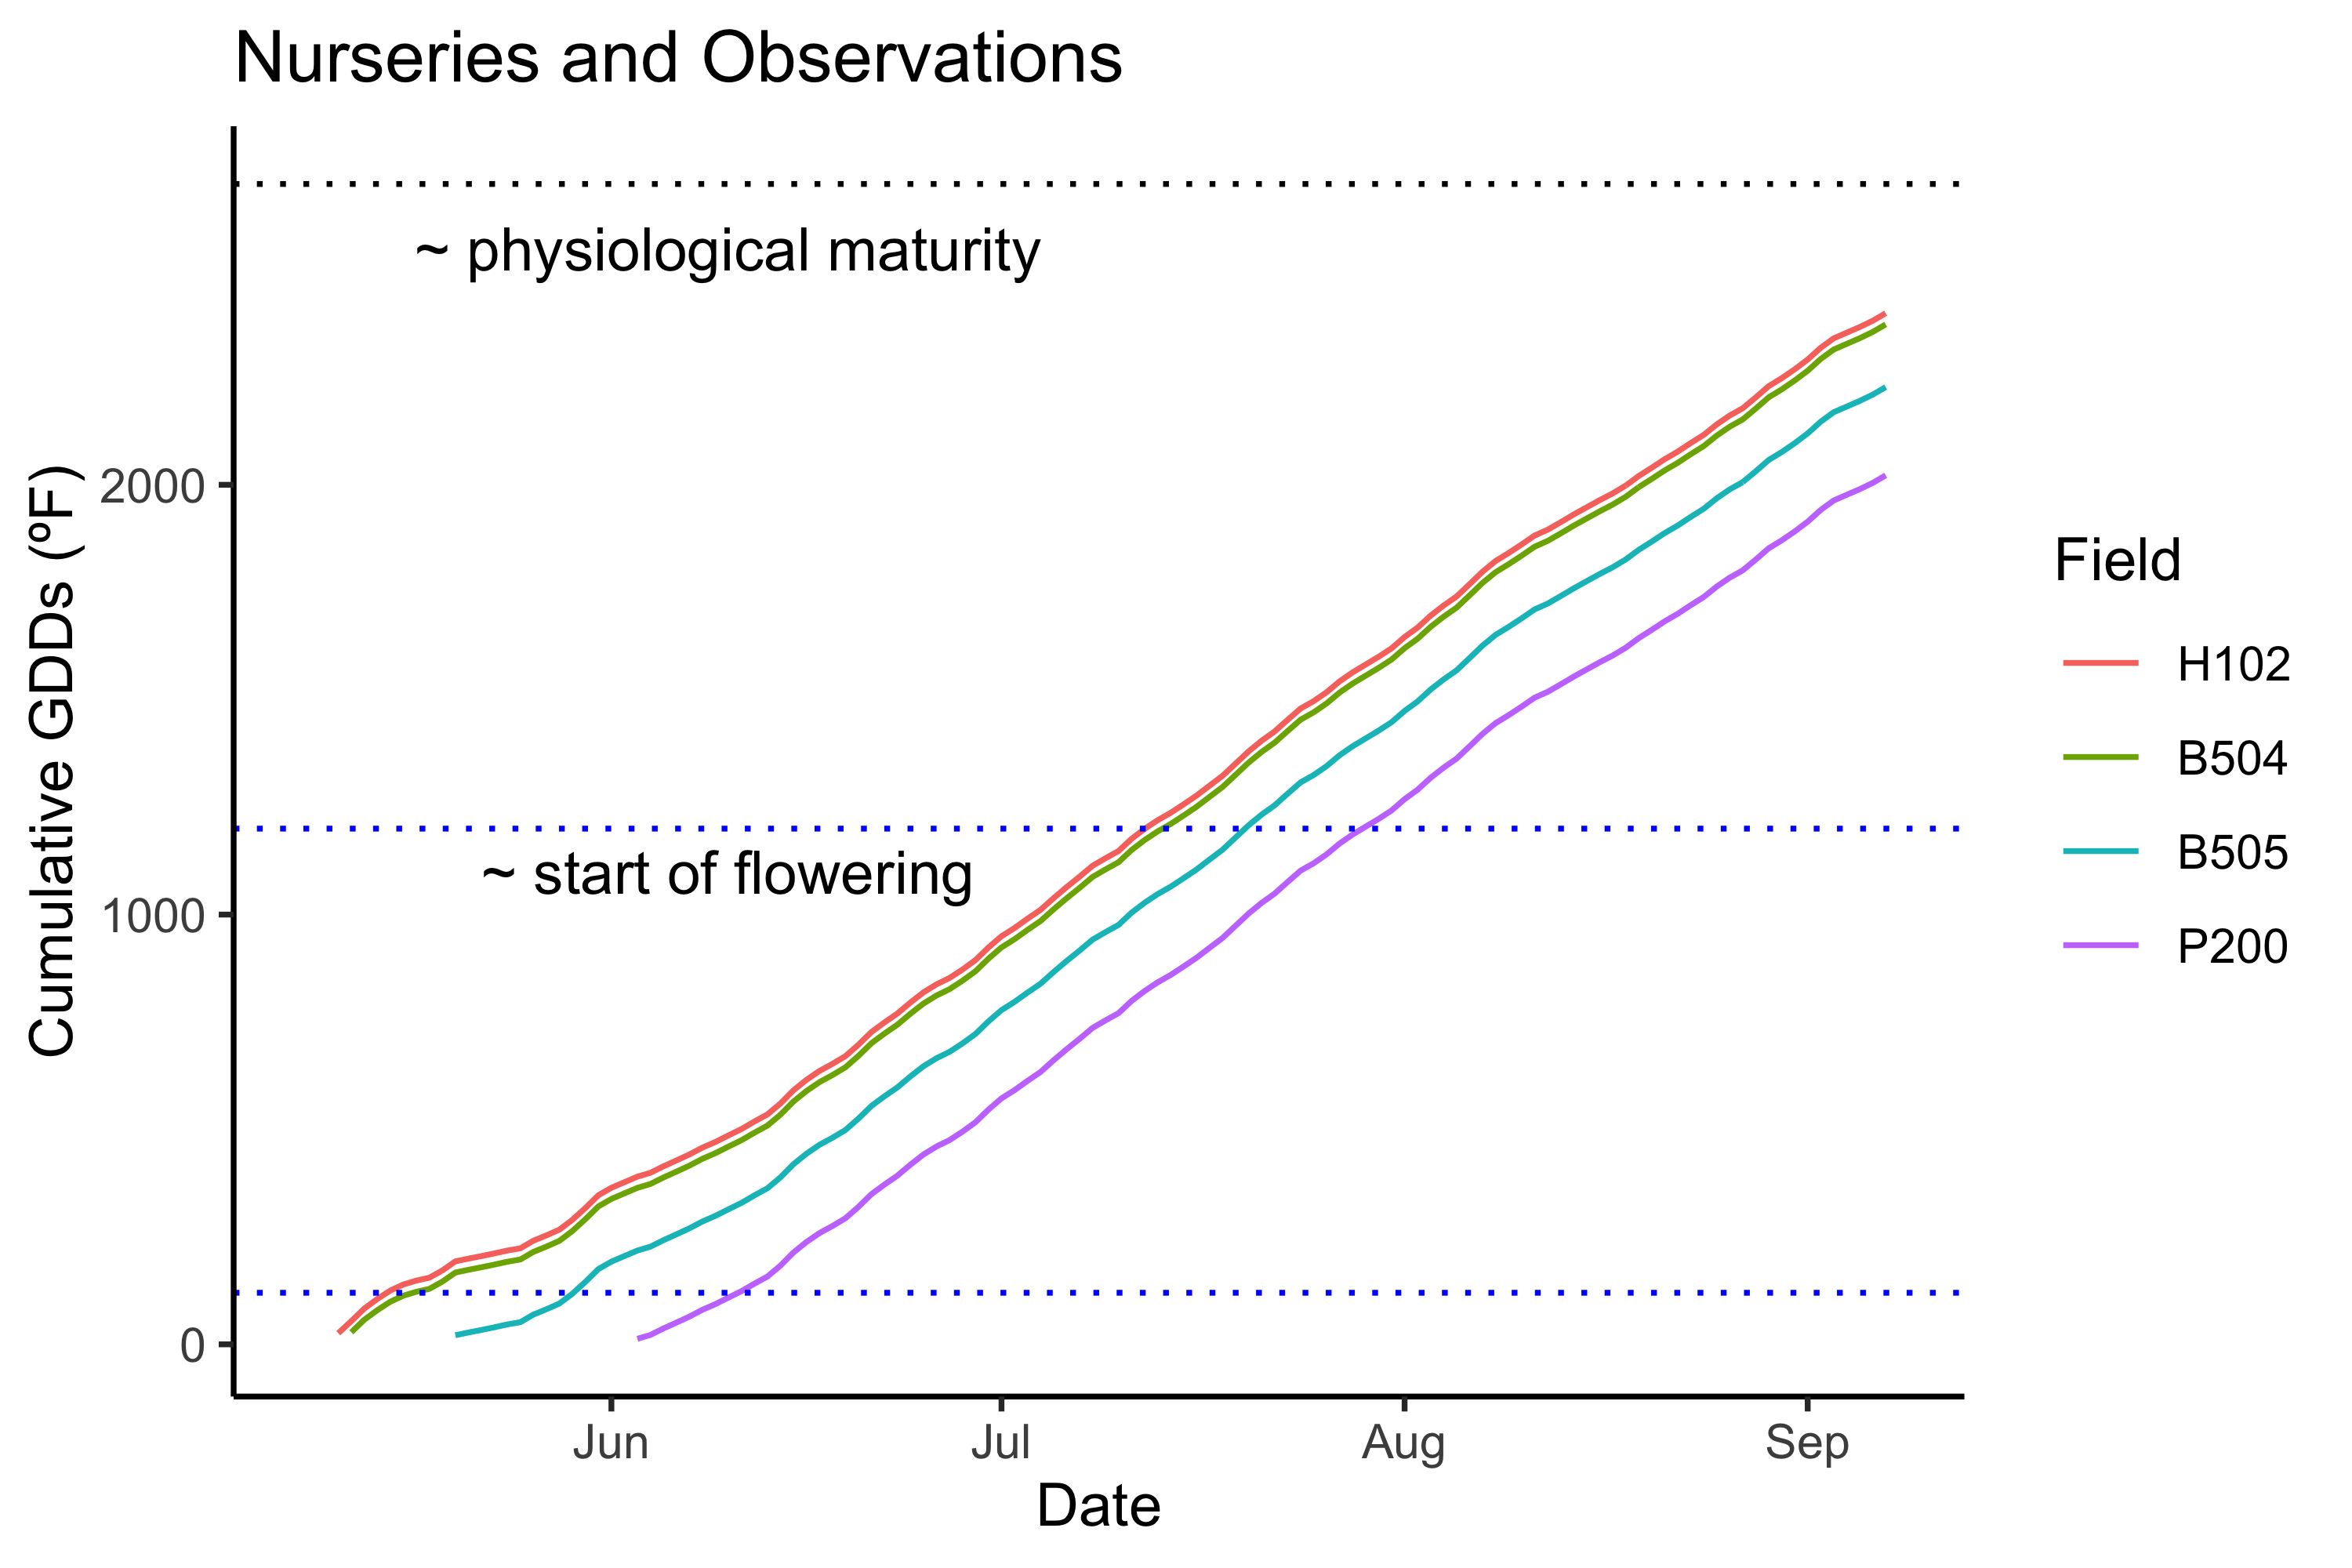 Nurseries and Observations
~ physiological maturity
~ start of flowering
Cumulative GDDs (ºF)
2000
1000
0
Jun
Jul
Aug
Sep
Date
Field
H102
B504
B505
P200